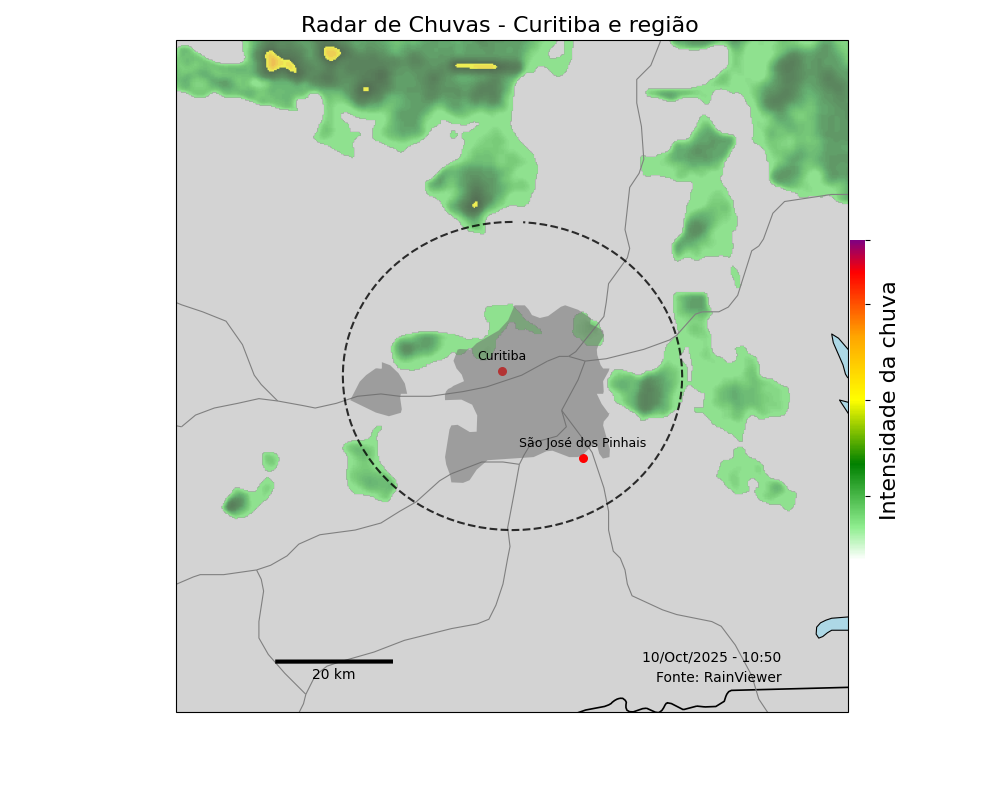 Radar de Chuvas - Curitiba e região
Curitiba
São José dos Pinhais
Intensidade da chuva
10/Oct/2025 - 10:50
Fonte: RainViewer
20 km